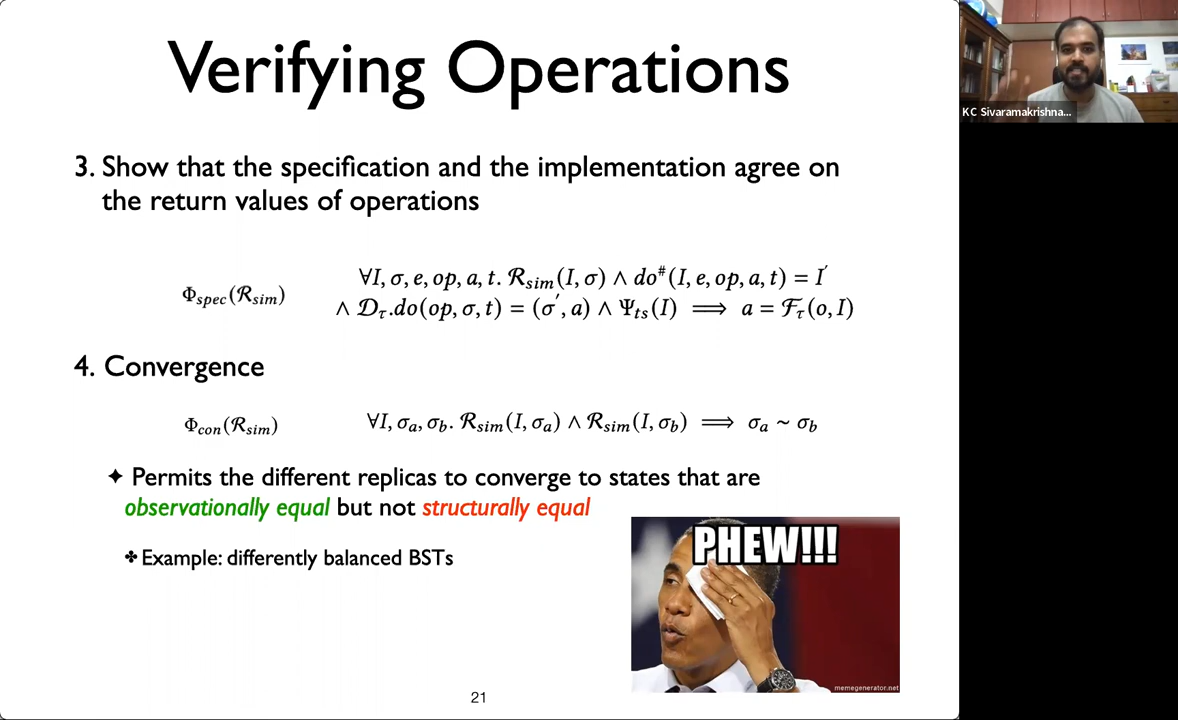 Verifying Operations
3. Show that the specification and the implementation agree on
the return values of operations
Φspec(ℛsim)
∀I, σ, e, op, a, t. ℛsim(I, σ) ∧ do#(I, e, op, a, t) = I′
∧ 𝒟τ.do(op, σ, t) = (σ′, a) ∧ Ψts(I) ⟹ a = ℱτ(o, I)
4. Convergence
Φcon(ℛsim)
∀I, σa, σb. ℛsim(I, σa) ∧ ℛsim(I, σb) ⟹ σa ~ σb
✦ Permits the different replicas to converge to states that are
observationally equal but not structurally equal
✤ Example: differently balanced BSTs
PHEW!!!
memegenerator.net
21
KC Sivaramakrishna...